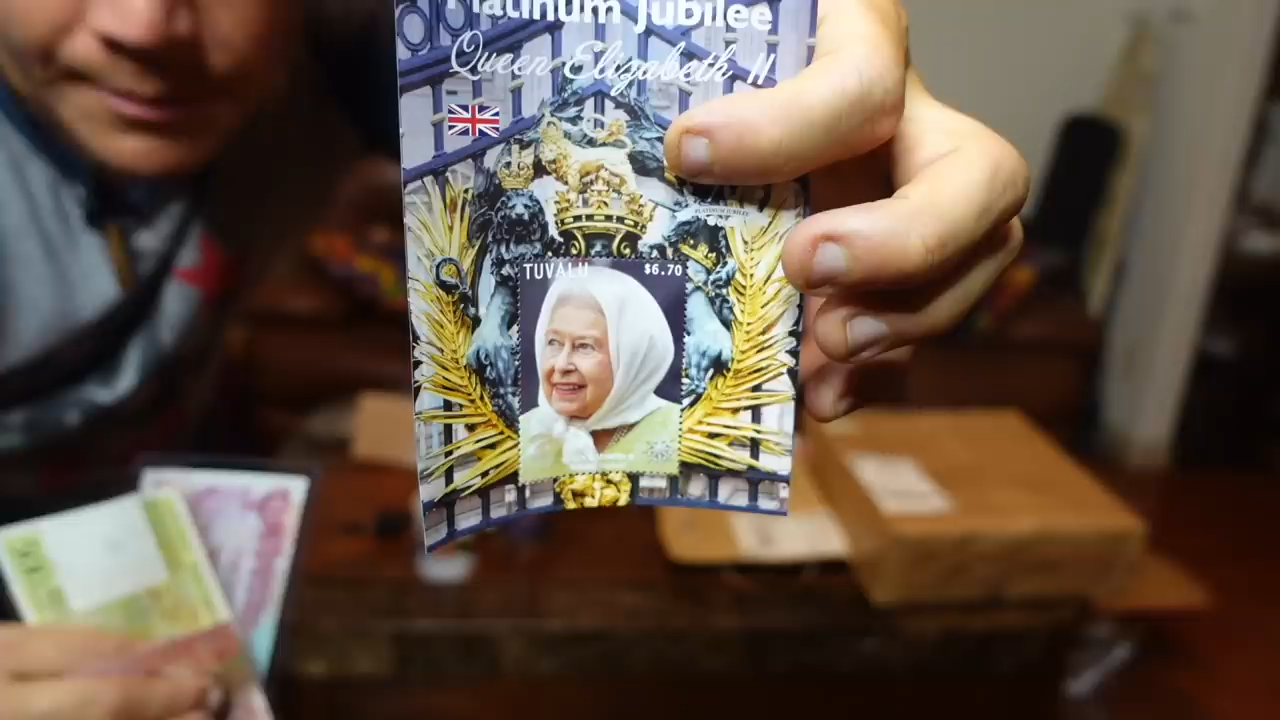 Platinum Jubilee
Queen Elizabeth II
PLATINUM JUBILEE
TUVALU $6.70